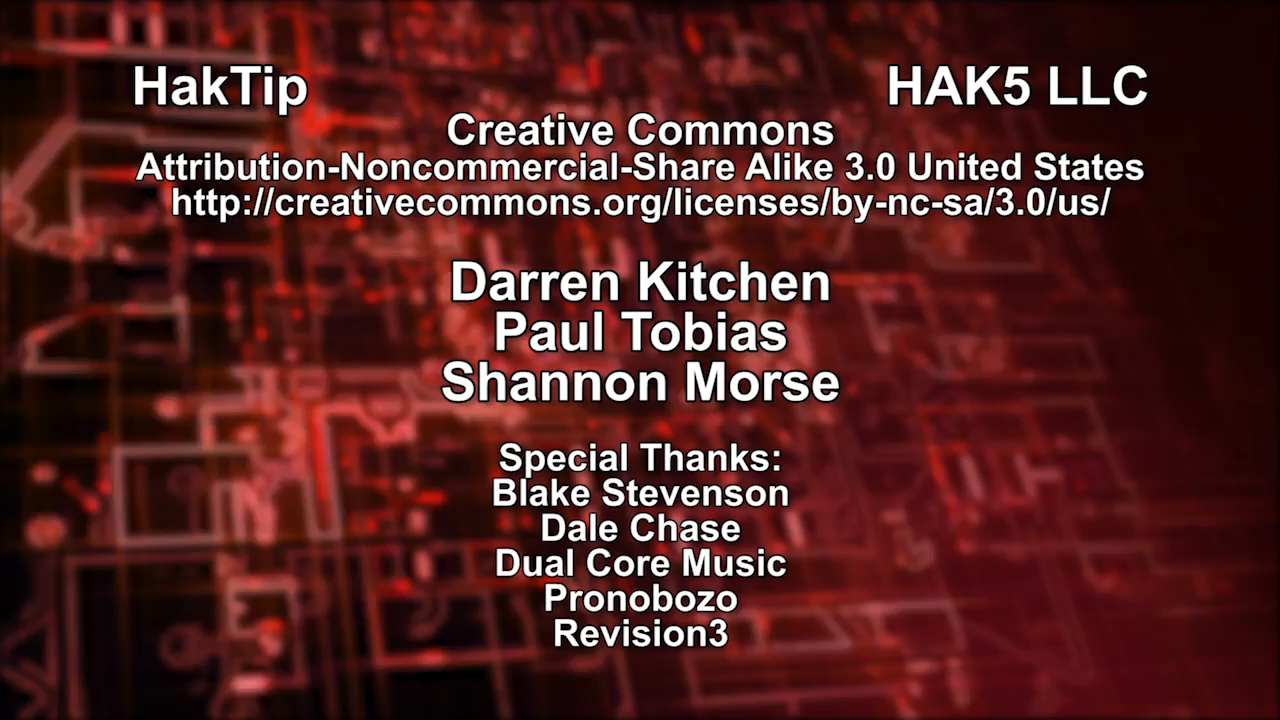 HakTip HAK5 LLC
Creative Commons
Attribution-Noncommercial-Share Alike 3.0 United States
http://creativecommons.org/licenses/by-nc-sa/3.0/us/
Darren Kitchen
Paul Tobias
Shannon Morse
Special Thanks:
Blake Stevenson
Dale Chase
Dual Core Music
Pronobozo
Revision3